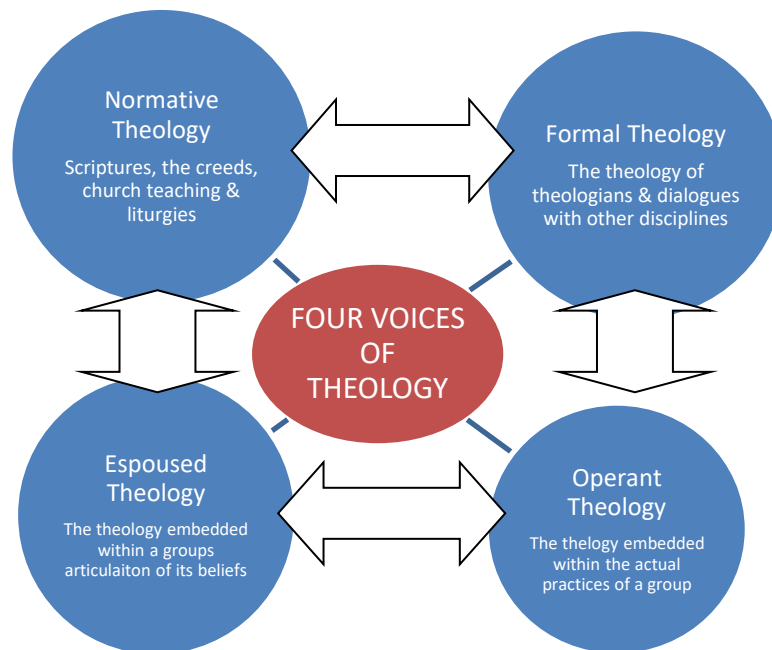 Normative
Theology
Scriptures, the creeds,
church teaching &
liturgies
Formal Theology
The theology of
theologians & dialogues
with other disciplines
FOUR VOICES
OF
THEOLOGY
Espoused
Theology
The theology embedded
within a groups
articulaiton of its beliefs
Operant
Theology
The thelogy embedded
within the actual
practices of a group